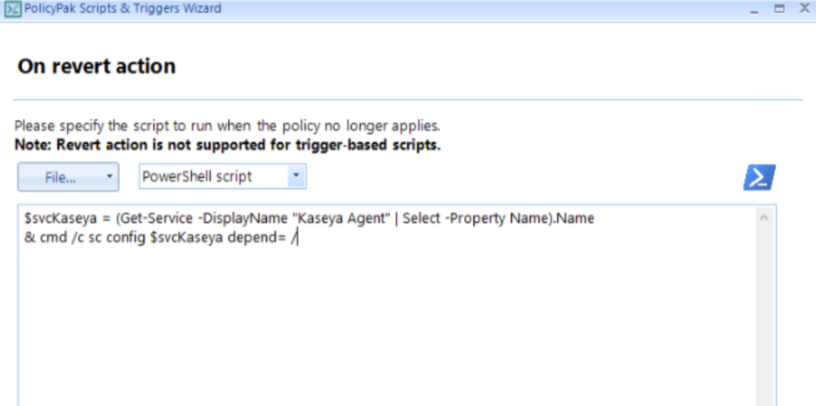 PolicyPak Scripts & Triggers Wizard
On revert action
Please specify the script to run when the policy no longer applies.
Note: Revert action is not supported for trigger-based scripts.
File... PowerShell script
$svcKaseya = (Get-Service -DisplayName "Kaseya Agent" | Select -Property Name).Name
& cmd /c sc config $svcKaseya depend= /